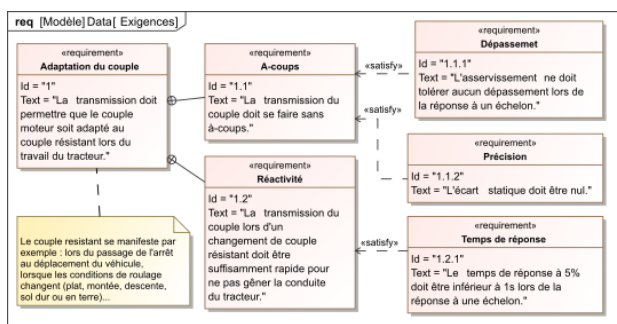 req [Modèle] Data[ Exigences ]
«requirement»
Adaptation du couple
Id = "1"
Text = "La transmission doit
permettre que le couple
moteur soit adapté au
couple résistant lors du
travail du tracteur."
Le couple resistant se manifeste par
exemple : lors du passage de l'arrêt
au déplacement du véhicule,
lorsque les conditions de roulage
changent (plat, montée, descente,
sol dur ou en terre)...
«requirement»
A-coups
Id = "1.1"
Text = "La transmission du
couple doit se faire sans
à-coups."
«requirement»
Réactivité
Id = "1.2"
Text = "La transmission du
couple lors d'un
changement de couple
résistant doit être
suffisamment rapide pour
ne pas gêner la conduite
du tracteur."
«satisfy»
«satisfy»
«satisfy»
«requirement»
Dépassemet
Id = "1.1.1"
Text = "L'asservissement ne doit
tolérer aucun dépassement lors de
la réponse à un échelon."
«requirement»
Précision
Id = "1.1.2"
Text = "L'écart statique doit être nul."
«requirement»
Temps de réponse
Id = "1.2.1"
Text = "Le temps de réponse à 5%
doit être inférieur à 1s lors de la
réponse à une échelon."